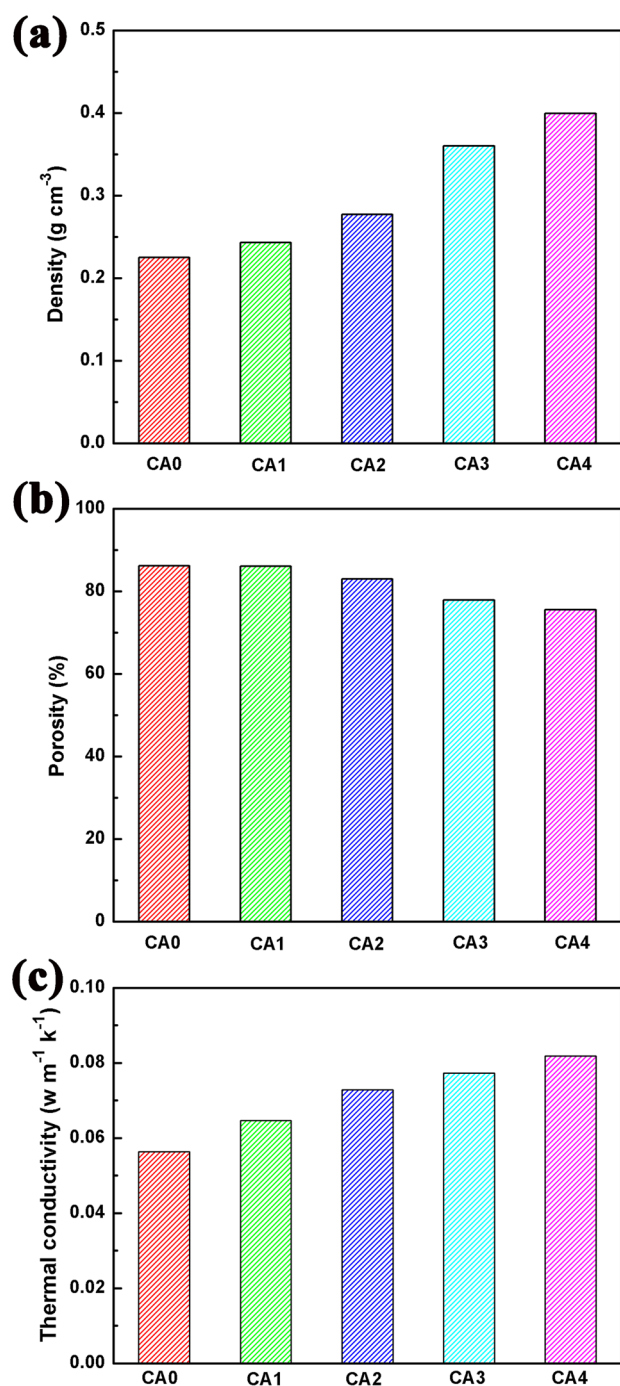 (a)
0.5
0.4
0.3
0.2
0.1
0.0
Density (g cm⁻³)
CA0 CA1 CA2 CA3 CA4
(b)
100
80
60
40
20
0
Porosity (%)
CA0 CA1 CA2 CA3 CA4
(c)
0.10
0.08
0.06
0.04
0.02
0.00
Thermal conductivity (w m⁻¹ k⁻¹)
CA0 CA1 CA2 CA3 CA4